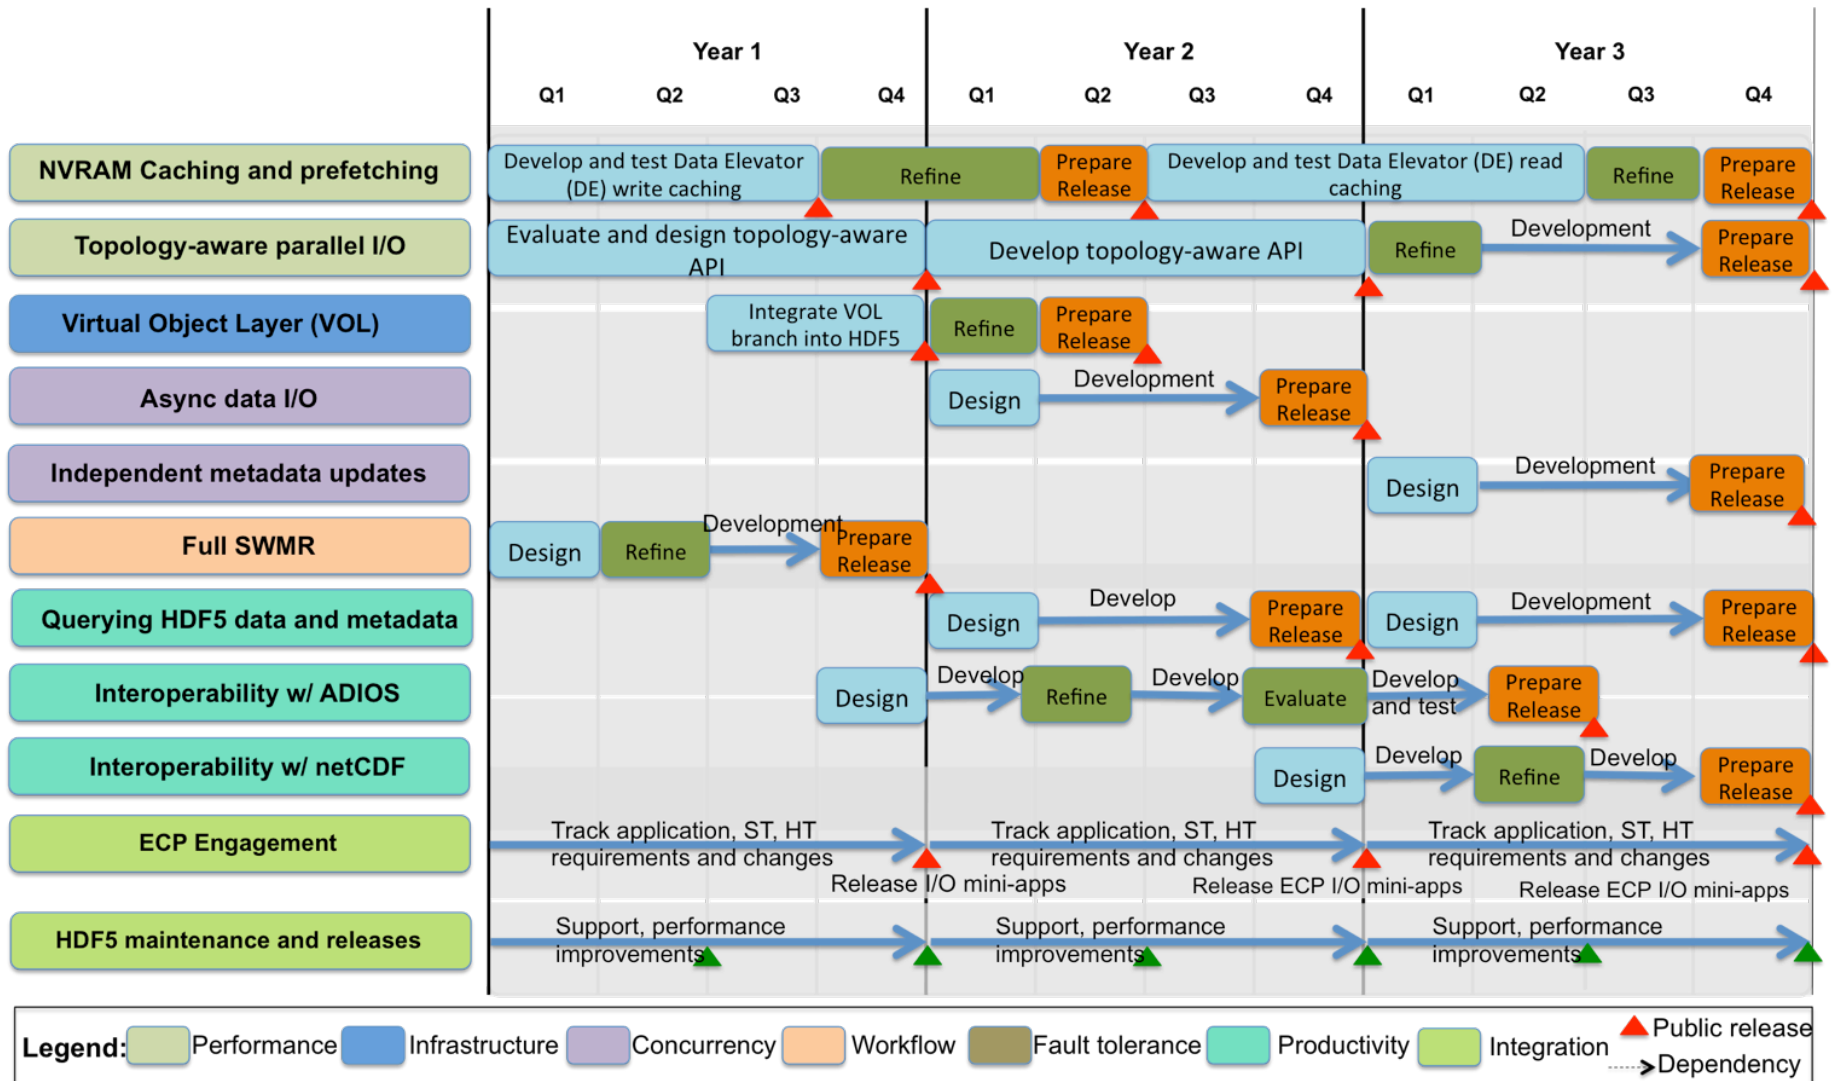 Year 1
Year 2
Year 3
Q1 Q2 Q3 Q4 Q1 Q2 Q3 Q4 Q1 Q2 Q3 Q4
NVRAM Caching and prefetching
Develop and test Data Elevator
(DE) write caching
Refine
Prepare
Release
Develop and test Data Elevator (DE) read
caching
Refine
Prepare
Release
Topology-aware parallel I/O
Evaluate and design topology-aware
API
Develop topology-aware API
Refine
Development
Prepare
Release
Virtual Object Layer (VOL)
Integrate VOL
branch into HDF5
Refine
Prepare
Release
Async data I/O
Design
Development
Prepare
Release
Independent metadata updates
Design
Development
Prepare
Release
Full SWMR
Design
Refine
Development
Prepare
Release
Querying HDF5 data and metadata
Design
Develop
Prepare
Release
Design
Development
Prepare
Release
Interoperability w/ ADIOS
Design
Develop
Refine
Develop
Evaluate
Develop
and test
Prepare
Release
Interoperability w/ netCDF
Design
Develop
Refine
Develop
Prepare
Release
ECP Engagement
Track application, ST, HT
requirements and changes
Release I/O mini-apps
Track application, ST, HT
requirements and changes
Release ECP I/O mini-apps
Track application, ST, HT
requirements and changes
Release ECP I/O mini-apps
HDF5 maintenance and releases
Support, performance
improvements
Support, performance
improvements
Support, performance
improvements
Legend:
Performance
Infrastructure
Concurrency
Workflow
Fault tolerance
Productivity
Integration
Public release
Dependency